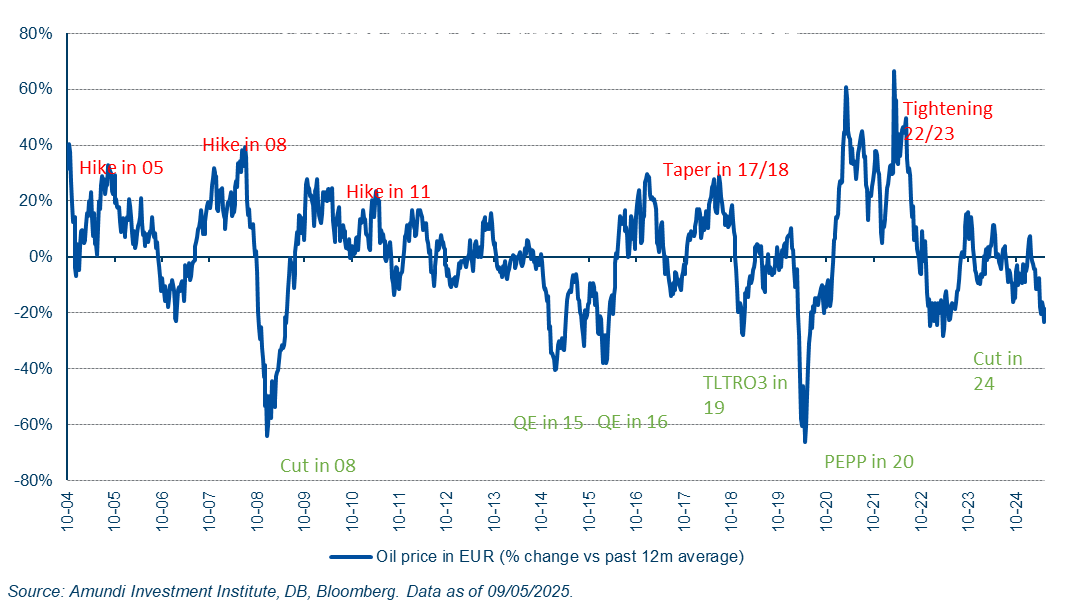 80%
60%
40%
20%
0%
-20%
-40%
-60%
-80%
Hike in 05
Hike in 08
Hike in 11
Taper in 17/18
Tightening
22/23
Cut in 08
QE in 15
QE in 16
TLTRO3 in
19
PEPP in 20
Cut in
24
10-04
10-05
10-06
10-07
10-08
10-09
10-10
10-11
10-12
10-13
10-14
10-15
10-16
10-17
10-18
10-19
10-20
10-21
10-22
10-23
10-24
Oil price in EUR (% change vs past 12m average)
Source: Amundi Investment Institute, DB, Bloomberg. Data as of 09/05/2025.